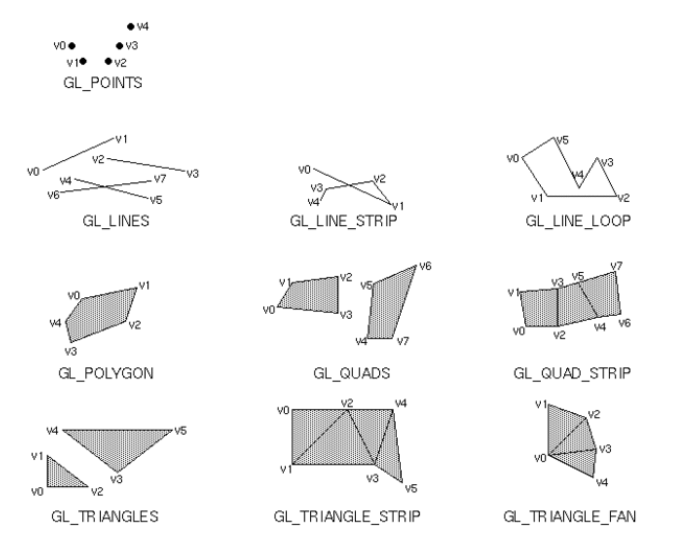 v4
v0 v3
v1 v2
GL_POINTS
v1
v2
v0 v3
v4 v7
v6 v5
GL_LINES
v0
v2
v3
v4 v1
GL_LINE_STRIP
v5
v0 v3
v4
v1 v2
GL_LINE_LOOP
v0 v1
v4 v2
v3
GL_POLYGON
v6
v1 v2 v5
v0 v3
v4 v7
GL_QUADS
v7
v1 v3 v5
v0 v2 v4 v6
GL_QUAD_STRIP
v4 v5
v1
v3
v0 v2
GL_TRIANGLES
v0 v2 v4
v1 v3
v5
GL_TRIANGLE_STRIP
v1
v2
v0 v3
v4
GL_TRIANGLE_FAN